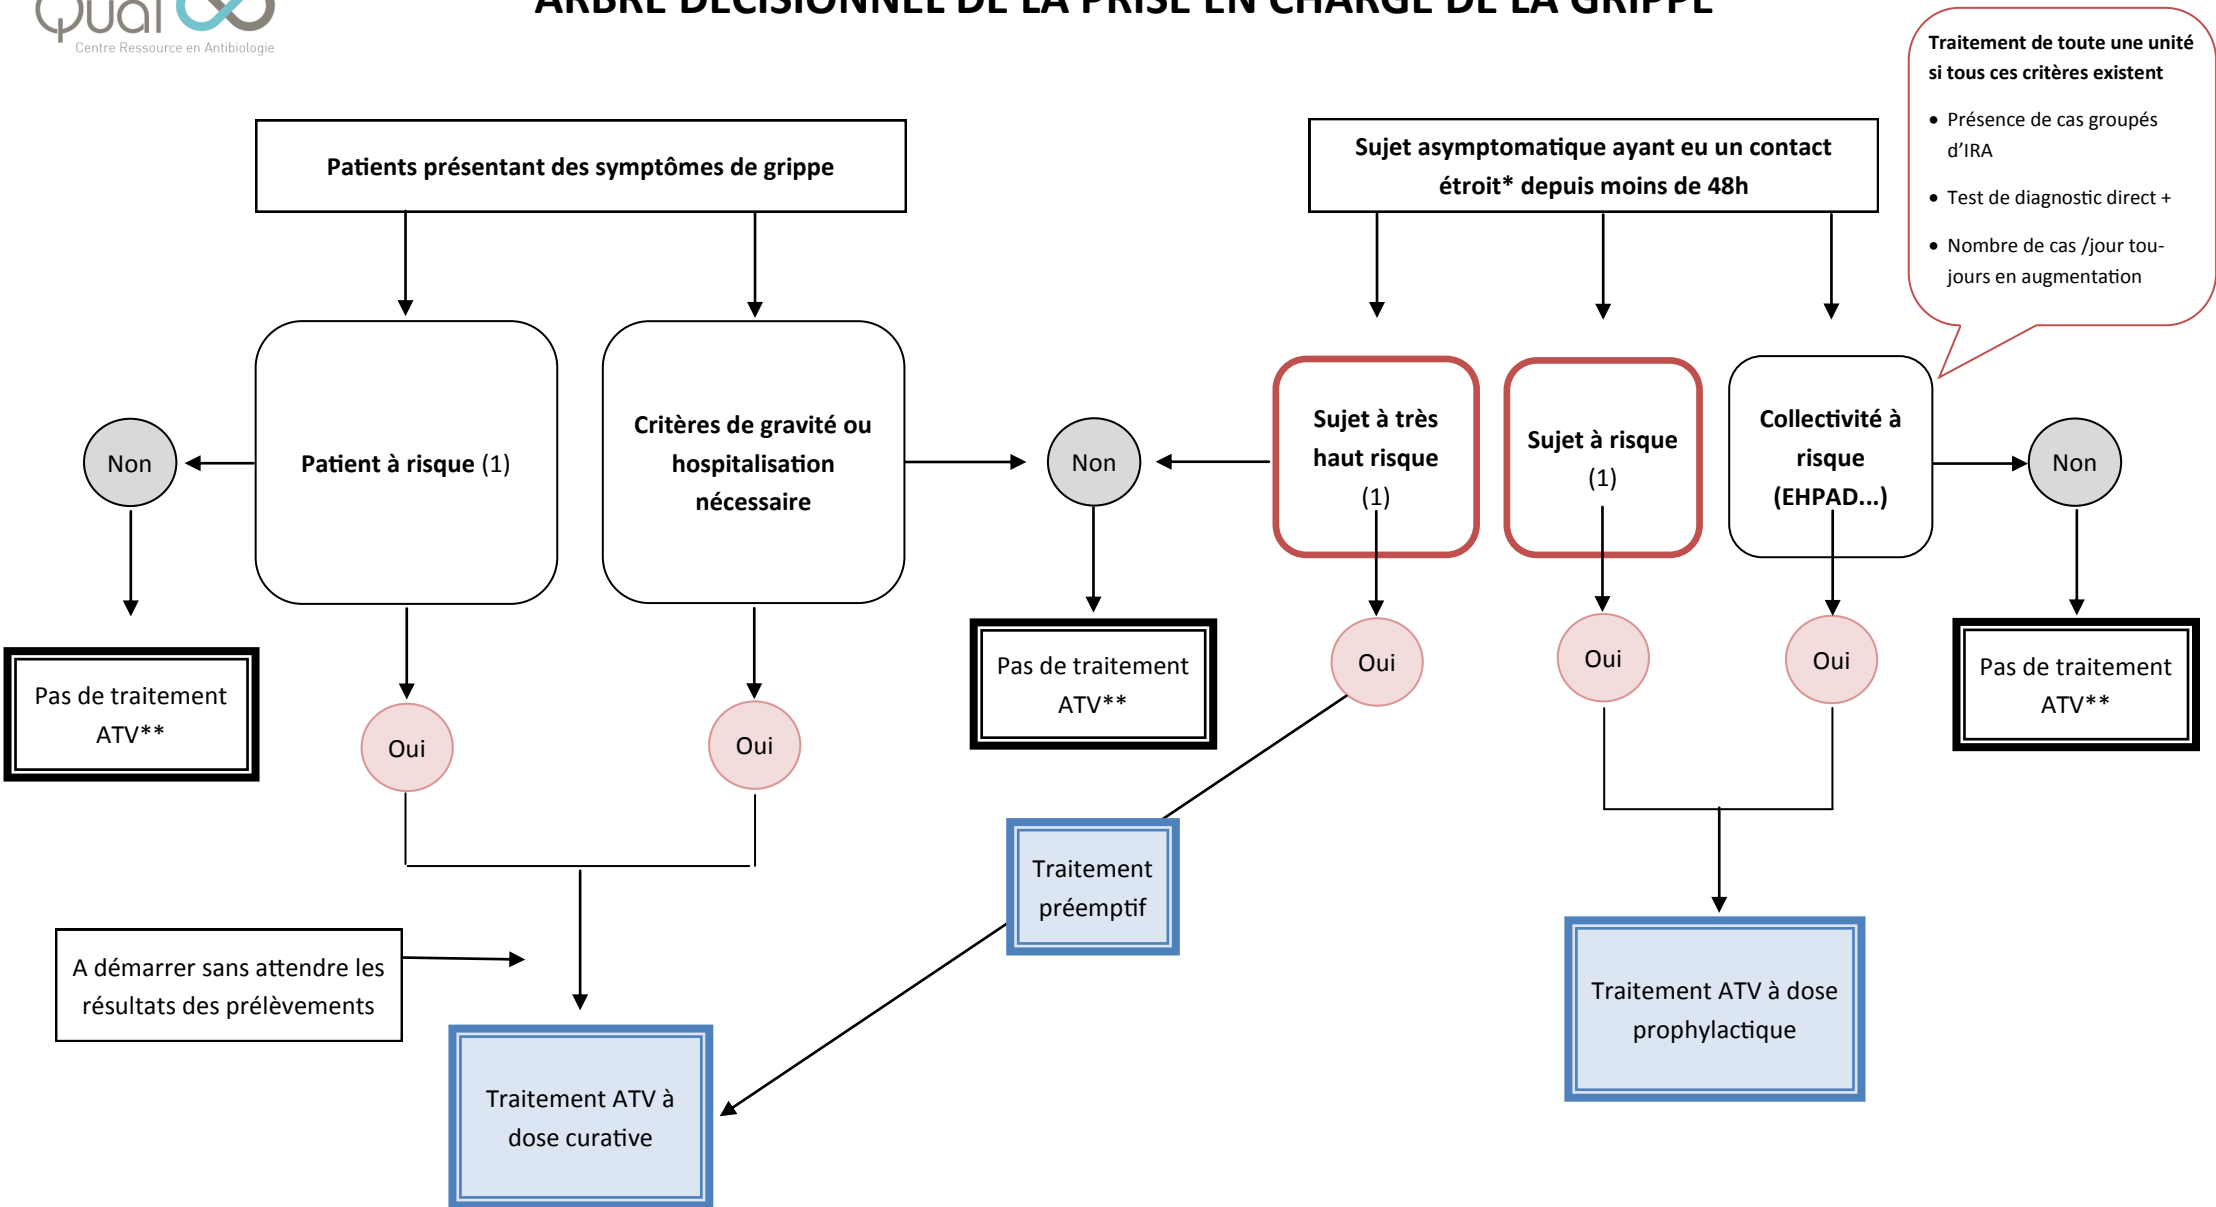 Qual
Centre Ressource en Antibiologie
ARBRE DECISIONNEL DE LA PRISE EN CHARGE DE LA GRIPPE
Traitement de toute une unité
si tous ces critères existent
• Présence de cas groupés
d'IRA
• Test de diagnostic direct +
• Nombre de cas /jour tou-
jours en augmentation
Patients présentant des symptômes de grippe
Sujet asymptomatique ayant eu un contact
étroit* depuis moins de 48h
Non
Patient à risque (1)
Critères de gravité ou
hospitalisation
nécessaire
Non
Sujet à très
haut risque
(1)
Sujet à risque
(1)
Collectivité à
risque
(EHPAD...)
Non
Pas de traitement
ATV**
Oui
Oui
Pas de traitement
ATV**
Oui
Oui
Oui
Pas de traitement
ATV**
Traitement
préemptif
A démarrer sans attendre les
résultats des prélèvements
Traitement ATV à
dose curative
Traitement ATV à dose
prophylactique